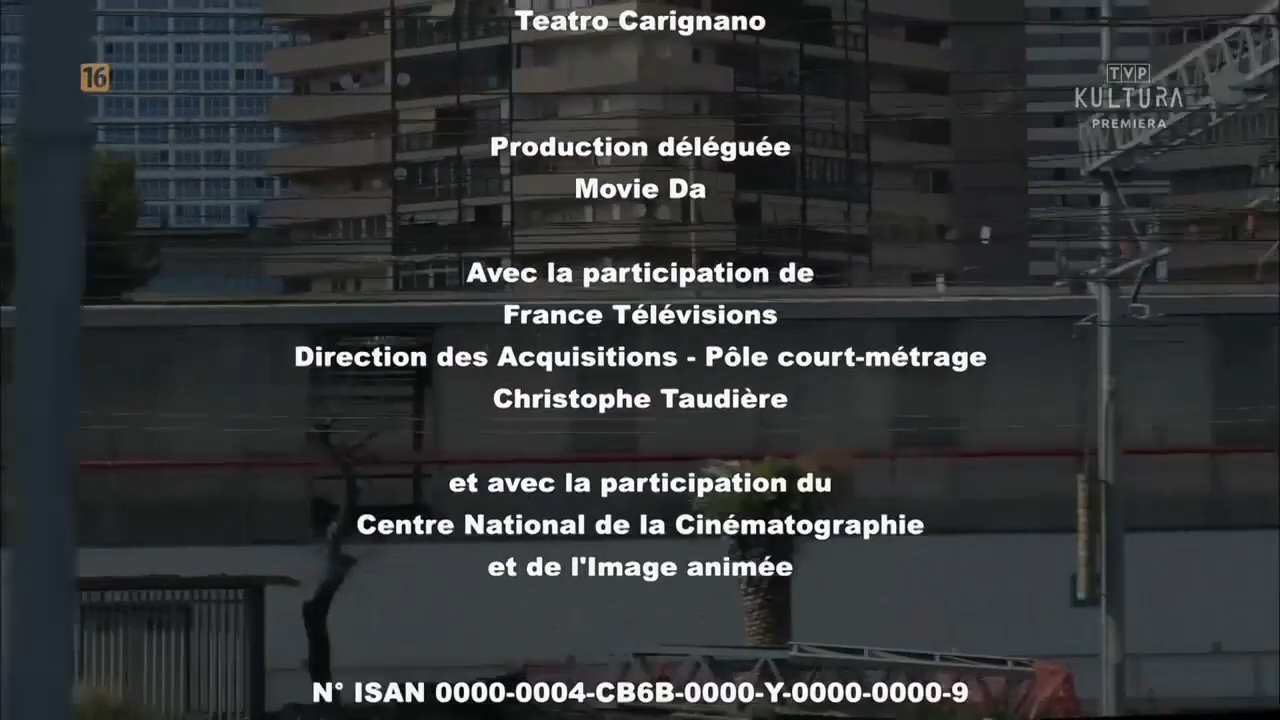 Teatro Carignano
16
TVP
KULTURA
PREMIERA
Production déléguée
Movie Da
Avec la participation de
France Télévisions
Direction des Acquisitions - Pôle court-métrage
Christophe Taudière
et avec la participation du
Centre National de la Cinématographie
et de l'Image animée
N° ISAN 0000-0004-CB6B-0000-Y-0000-0000-9